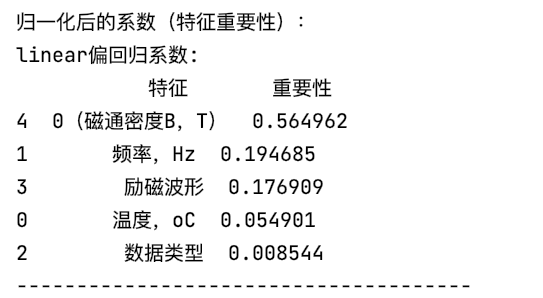 归一化后的系数（特征重要性）：
linear偏回归系数:
特征 重要性
4 0（磁通密度B，T） 0.564962
1 频率，Hz 0.194685
3 励磁波形 0.176909
0 温度，oC 0.054901
2 数据类型 0.008544
--------------------------------------